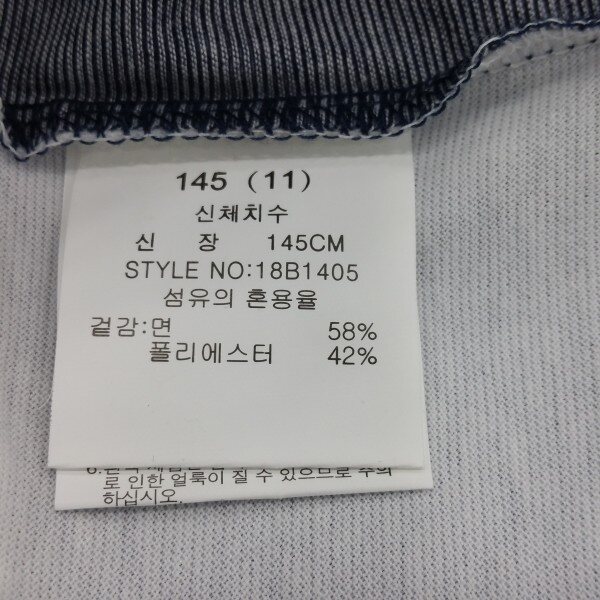 145 (11)
신체치수
신 장 145CM
STYLE NO:18B1405
섬유의 혼용율
겉감:면 58%
폴리에스터 42%
로 인한 얼룩이 질 수 있으므로 주의
하십시오.